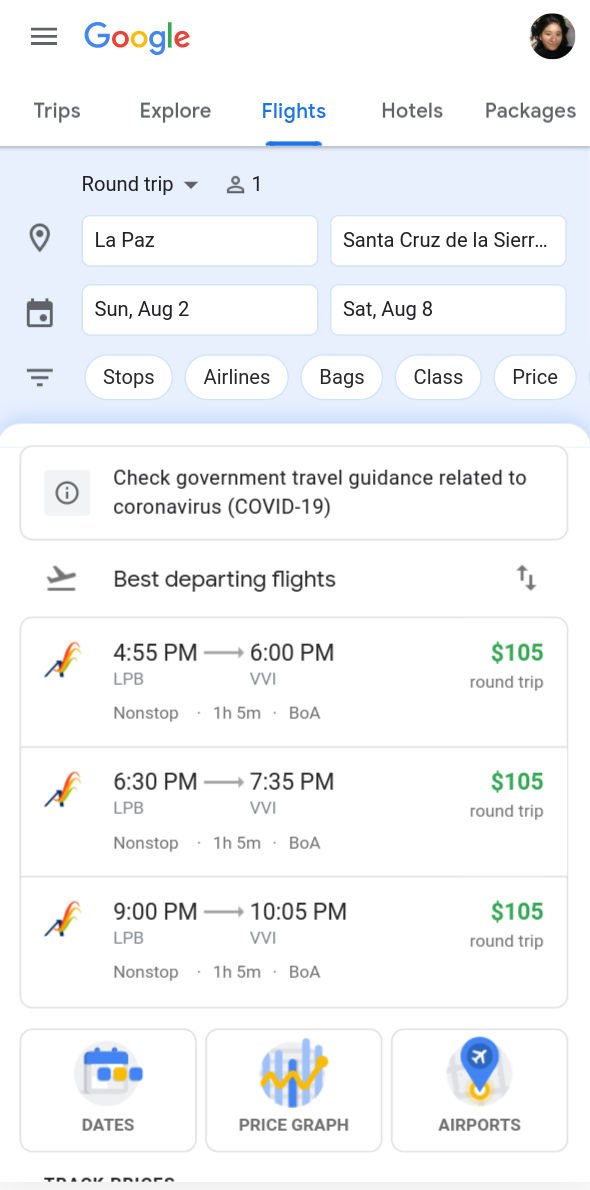 Google
Trips Explore Flights Hotels Packages
Round trip 1
La Paz Santa Cruz de la Sierr...
Sun, Aug 2 Sat, Aug 8
Stops Airlines Bags Class Price
Check government travel guidance related to
coronavirus (COVID-19)
Best departing flights
4:55 PM 6:00 PM $105
LPB VVI round trip
Nonstop · 1h 5m · BoA
6:30 PM 7:35 PM $105
LPB VVI round trip
Nonstop · 1h 5m · BoA
9:00 PM 10:05 PM $105
LPB VVI round trip
Nonstop · 1h 5m · BoA
DATES PRICE GRAPH AIRPORTS
TRACK PRICES